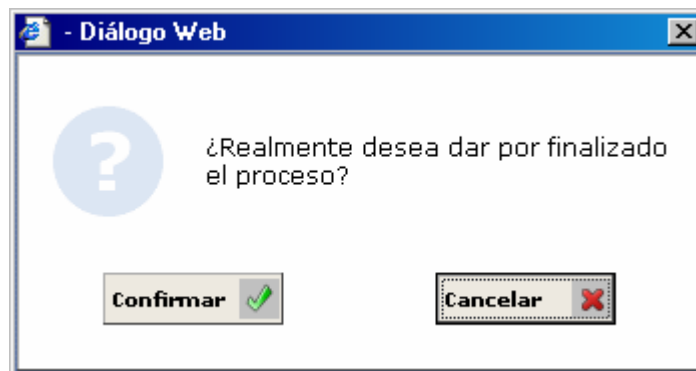 - Diálogo Web
¿Realmente desea dar por finalizado
el proceso?
Confirmar
Cancelar